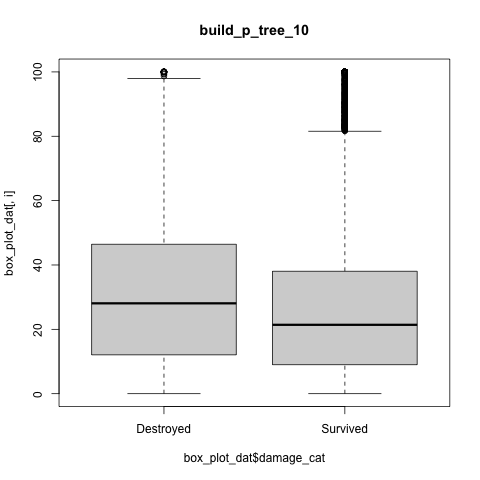 build_p_tree_10
100
80
60
40
20
0
box_plot_dat[, i]
Destroyed
Survived
box_plot_dat$damage_cat